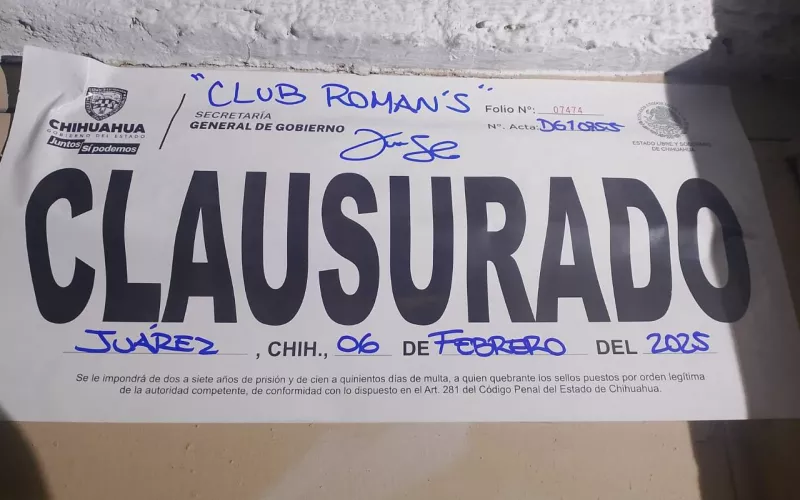 "CLUB ROMAN'S"
CHIHUAHUA
GOBIERNO DEL ESTADO
Juntos Sí podemos
SECRETARÍA
GENERAL DE GOBIERNO
Folio N°: 07474
N°. Acta:
ESTADO LIBRE Y SOBERANO
DE CHIHUAHUA
CLAUSURADO
JUÁREZ, CHIH., 06 DE FEBRERO DEL 2025
Se le impondrá de dos a siete años de prisión y de cien a quinientos días de multa, a quien quebrante los sellos puestos por orden legítima
de la autoridad competente, de conformidad con lo dispuesto en el Art. 281 del Código Penal del Estado de Chihuahua.